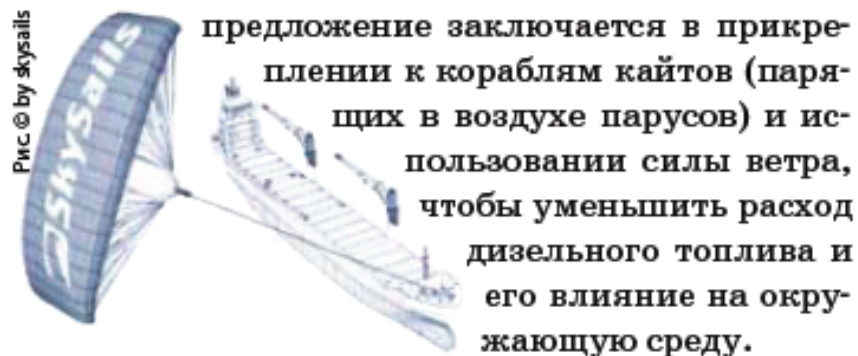 Рис. © by skysails
SkySails
предложение заключается в прикре-
плении к кораблям кайтов (паря-
щих в воздухе парусов) и ис-
пользовании силы ветра,
чтобы уменьшить расход
дизельного топлива и
его влияние на окру-
жающую среду.